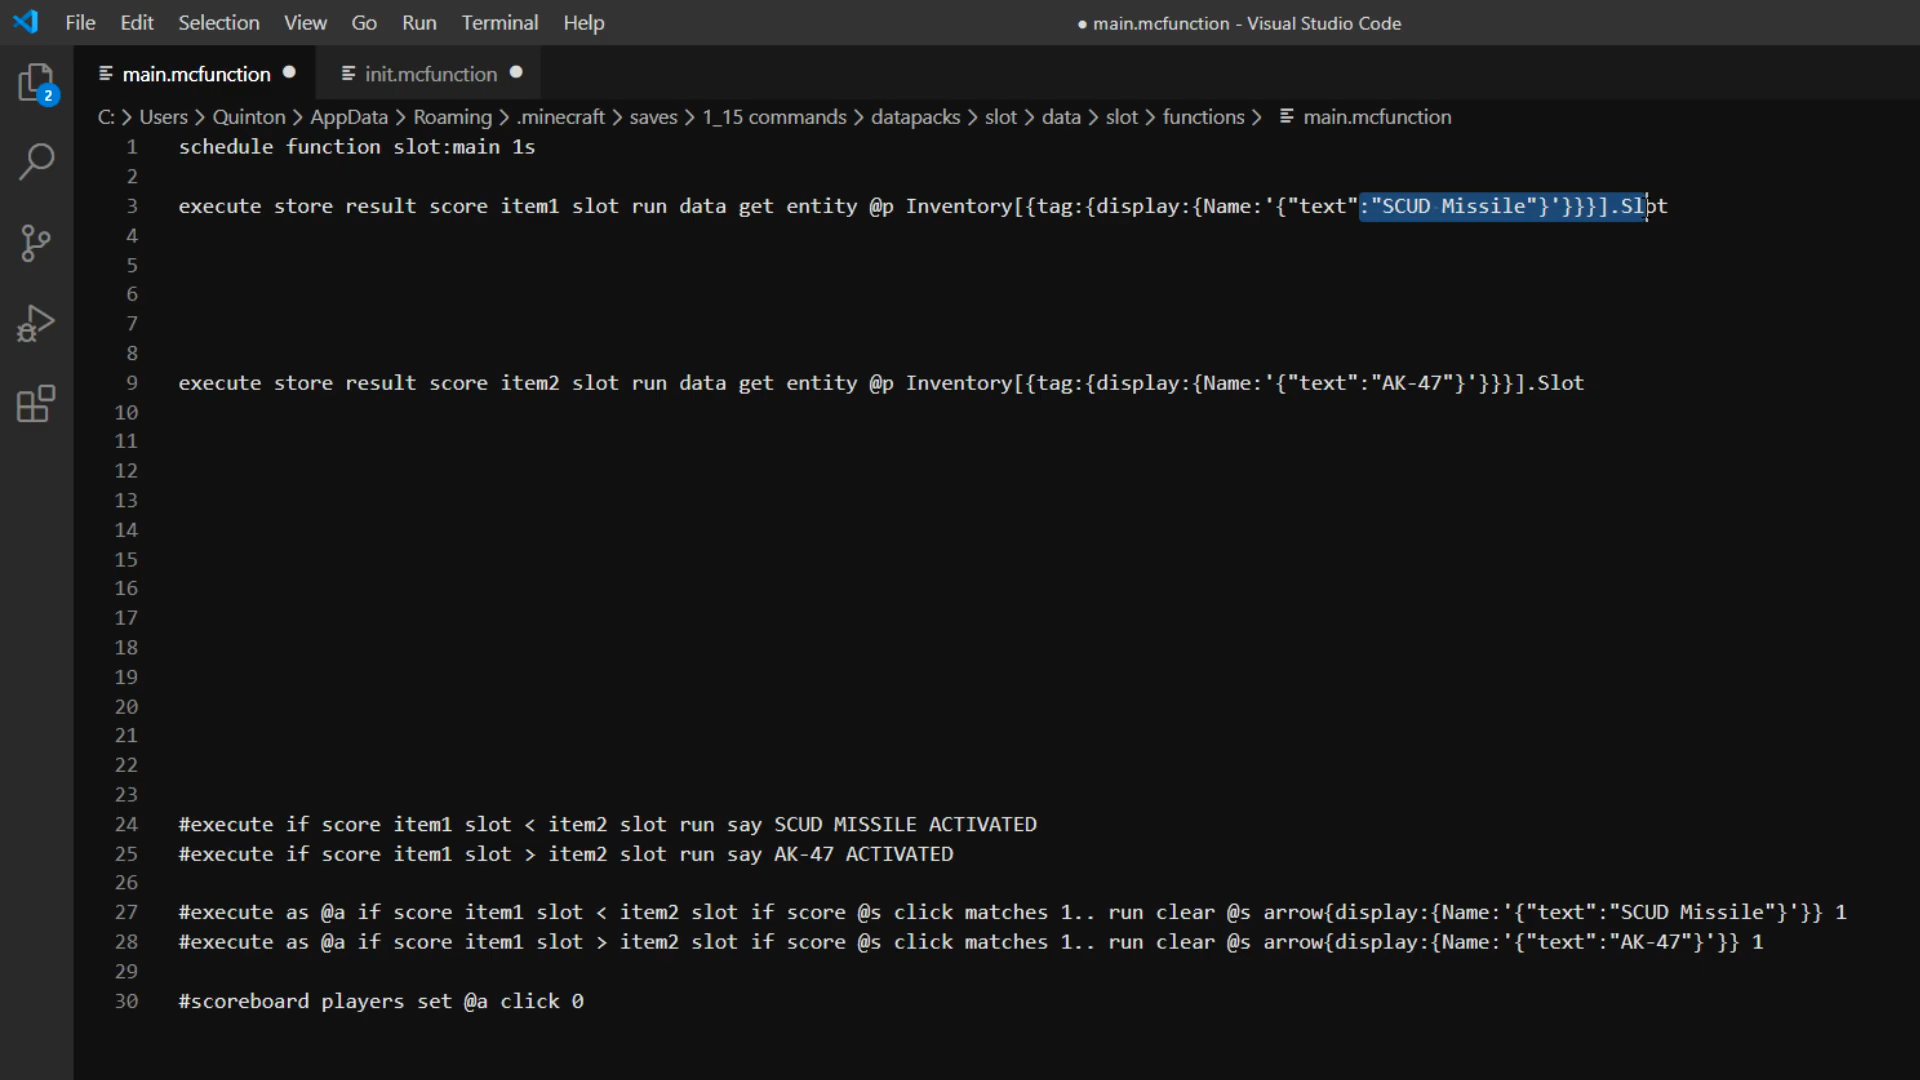 File Edit Selection View Go Run Terminal Help ● main.mcfunction - Visual Studio Code
main.mcfunction ● init.mcfunction ●
2
C: > Users > Quinton > AppData > Roaming > .minecraft > saves > 1_15 commands > datapacks > slot > data > slot > functions > main.mcfunction
1 schedule function slot:main 1s
2
3 execute store result score item1 slot run data get entity @p Inventory[{tag:{display:{Name:'{"text":"SCUD Missile"}'}}}].Slot
4
5
6
7
8
9 execute store result score item2 slot run data get entity @p Inventory[{tag:{display:{Name:'{"text":"AK-47"}'}}}].Slot
10
11
12
13
14
15
16
17
18
19
20
21
22
23
24 #execute if score item1 slot < item2 slot run say SCUD MISSILE ACTIVATED
25 #execute if score item1 slot > item2 slot run say AK-47 ACTIVATED
26
27 #execute as @a if score item1 slot < item2 slot if score @s click matches 1.. run clear @s arrow{display:{Name:'{"text":"SCUD Missile"}'}} 1
28 #execute as @a if score item1 slot > item2 slot if score @s click matches 1.. run clear @s arrow{display:{Name:'{"text":"AK-47"}'}} 1
29
30 #scoreboard players set @a click 0